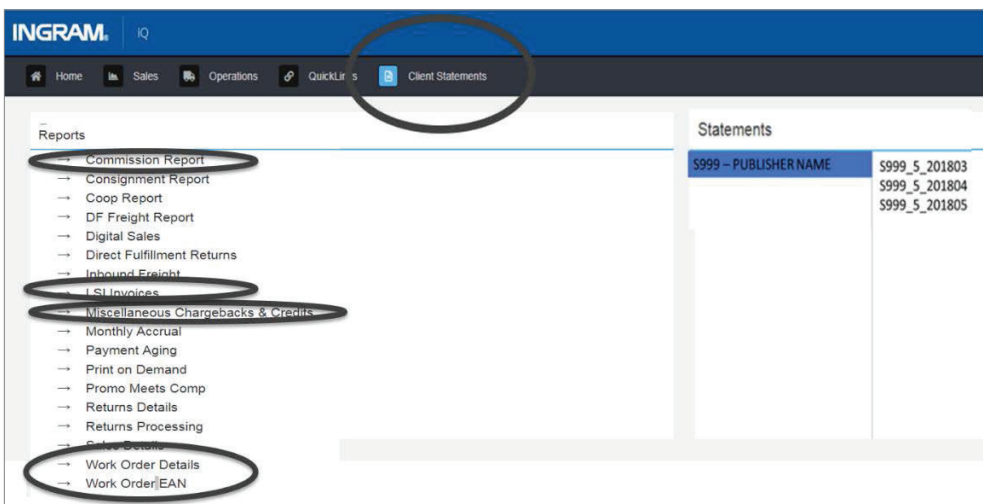 INGRAM. iQ
Home Sales Operations QuickLinks Client Statements
Reports
→ Commission Report
→ Consignment Report
→ Coop Report
→ DF Freight Report
→ Digital Sales
→ Direct Fulfillment Returns
→ Inbound Freight
→ LSI Invoices
→ Miscellaneous Chargebacks & Credits
→ Monthly Accrual
→ Payment Aging
→ Print on Demand
→ Promo Meets Comp
→ Returns Details
→ Returns Processing
→ Sales Details
→ Work Order Details
→ Work Order EAN
Statements
S999 – PUBLISHER NAME
S999_5_201803
S999_5_201804
S999_5_201805